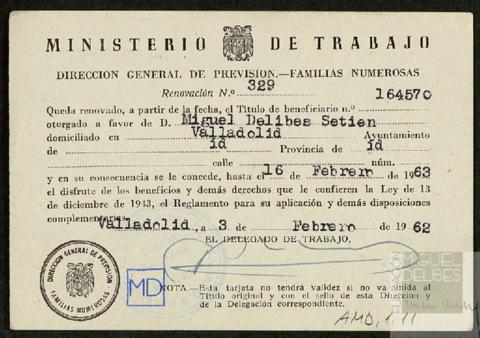 MINISTERIO DE TRABAJO
DIRECCION GENERAL DE PREVISION.—FAMILIAS NUMEROSAS
Renovación N.º 329
Queda renovado, a partir de la fecha, el Título de beneficiario n.º 164570
otorgado a favor de D. Miguel Delibes Setien
domiciliado en Valladolid Ayuntamiento
de id Provincia de id
calle núm.
y en su consecuencia se le concede, hasta el 16 de Febrero de 1963
el disfrute de los beneficios y demás derechos que le confieren la Ley de 13
de diciembre de 1943, el Reglamento para su aplicación y demás disposiciones
complementarias.
Valladolid, a 3 de Febrero de 1962
EL DELEGADO DE TRABAJO,
DIRECCION GENERAL DE PREVISION
FAMILIAS NUMEROSAS
MD
NOTA.—Esta tarjeta no tendrá validez si no va unida al
Título original y con el sello de esta Direccion y
de la Delegación correspondiente.
MIGUEL
DELIBES
AMD, 1, 11